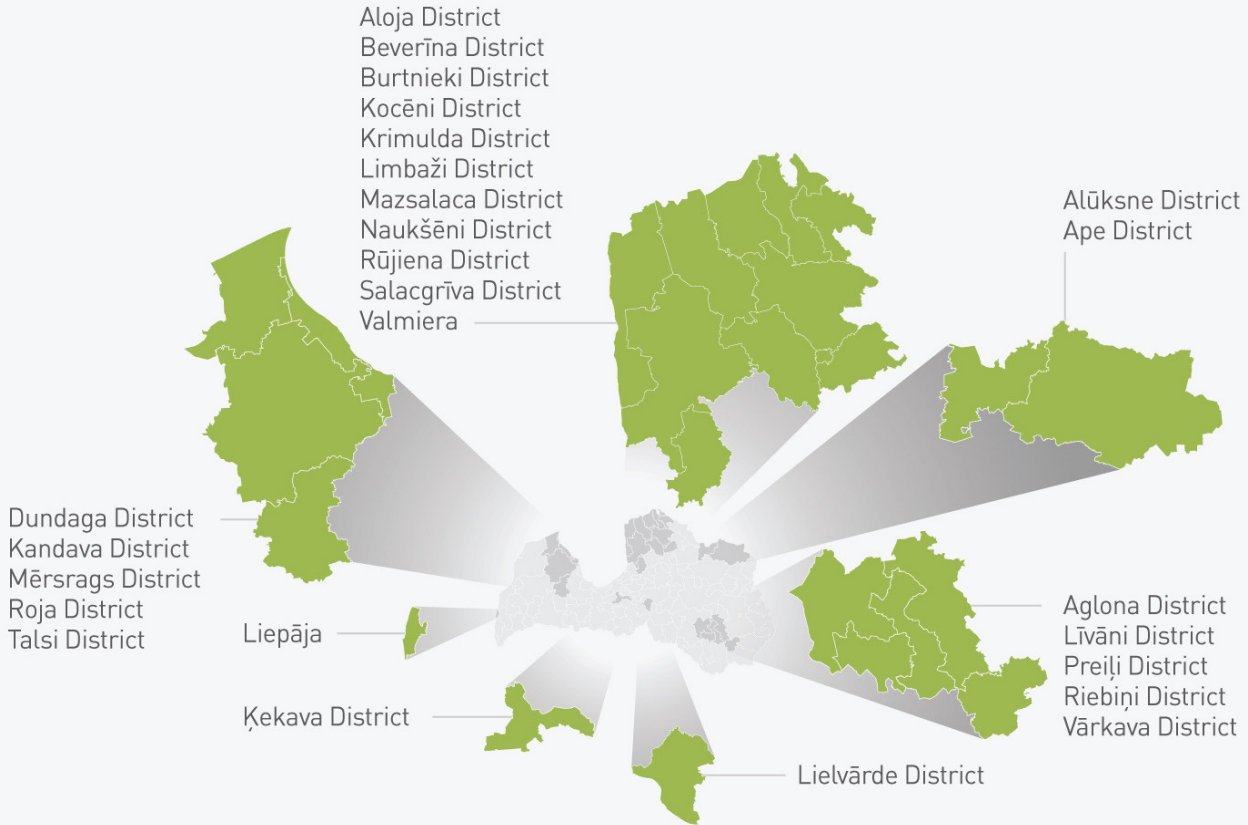 Aloja District
Beverīna District
Burtnieki District
Kocēni District
Krimulda District
Limbaži District
Mazsalaca District
Naukšēni District
Rūjiena District
Salacgrīva District
Valmiera
Alūksne District
Ape District
Dundaga District
Kandava District
Mērsrags District
Roja District
Talsi District
Liepāja
Ķekava District
Lielvārde District
Aglona District
Līvāni District
Preiļi District
Riebiņi District
Vārkava District